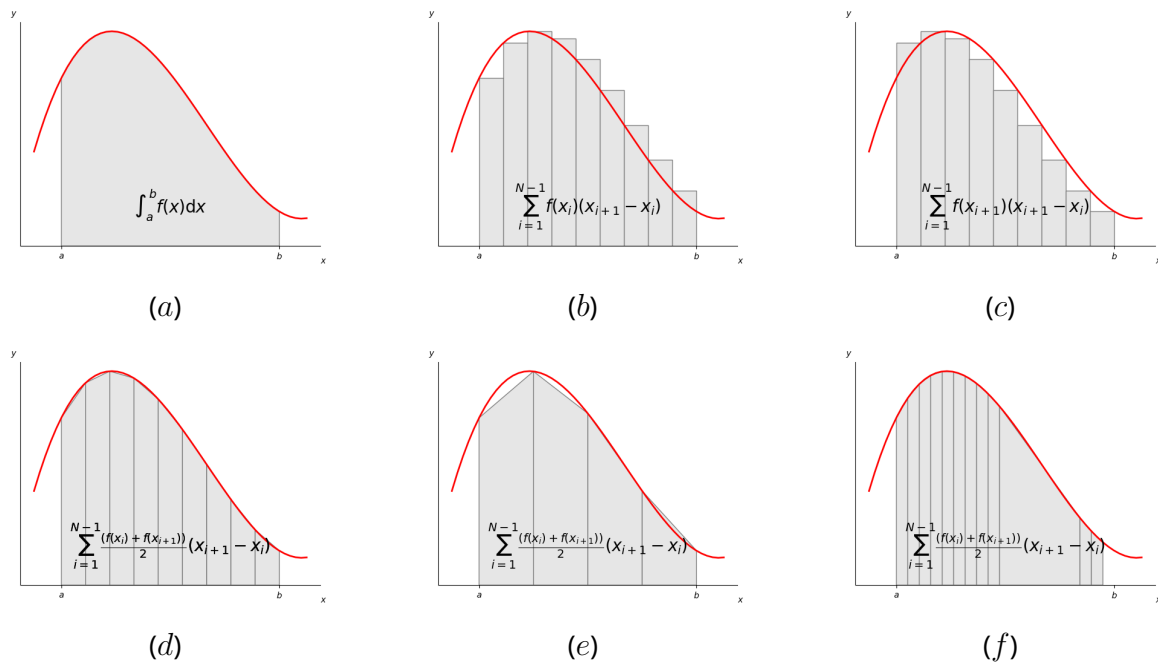 y y y
∫_a^b f(x)dx
∑_{i=1}^{N−1} f(x_i)(x_{i+1} − x_i)
∑_{i=1}^{N−1} f(x_{i+1})(x_{i+1} − x_i)
a b x a b x a b x
(a) (b) (c)
y y y
∑_{i=1}^{N−1} (f(x_i) + f(x_{i+1}))/2 (x_{i+1} − x_i)
∑_{i=1}^{N−1} (f(x_i) + f(x_{i+1}))/2 (x_{i+1} − x_i)
∑_{i=1}^{N−1} (f(x_i) + f(x_{i+1}))/2 (x_{i+1} − x_i)
a b x a b x a b x
(d) (e) (f)